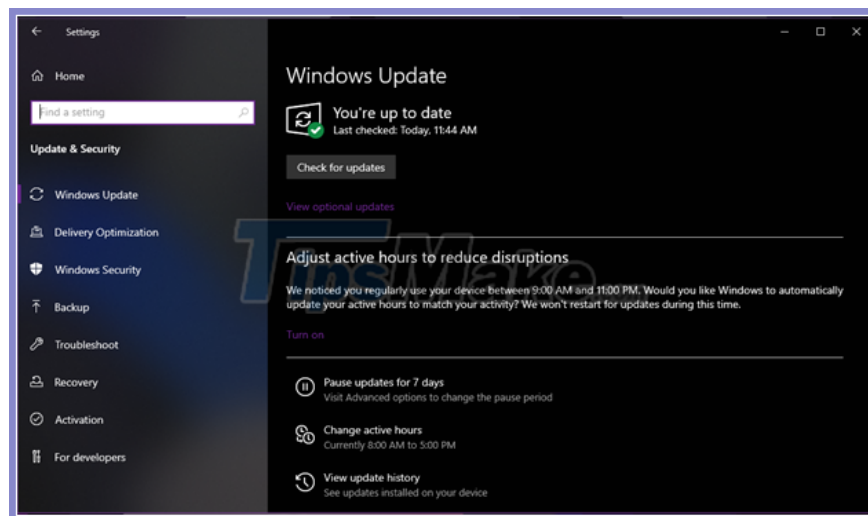 Settings
Home
Find a setting
Update & Security
Windows Update
Delivery Optimization
Windows Security
Backup
Troubleshoot
Recovery
Activation
For developers
Windows Update
You're up to date
Last checked: Today, 11:44 AM
Check for updates
View optional updates
Adjust active hours to reduce disruptions
We noticed you regularly use your device between 9:00 AM and 11:00 PM. Would you like Windows to automatically
update your active hours to match your activity? We won't restart for updates during this time.
Turn on
Pause updates for 7 days
Visit Advanced options to change the pause period
Change active hours
Currently 8:00 AM to 5:00 PM
View update history
See updates installed on your device
TipsMake